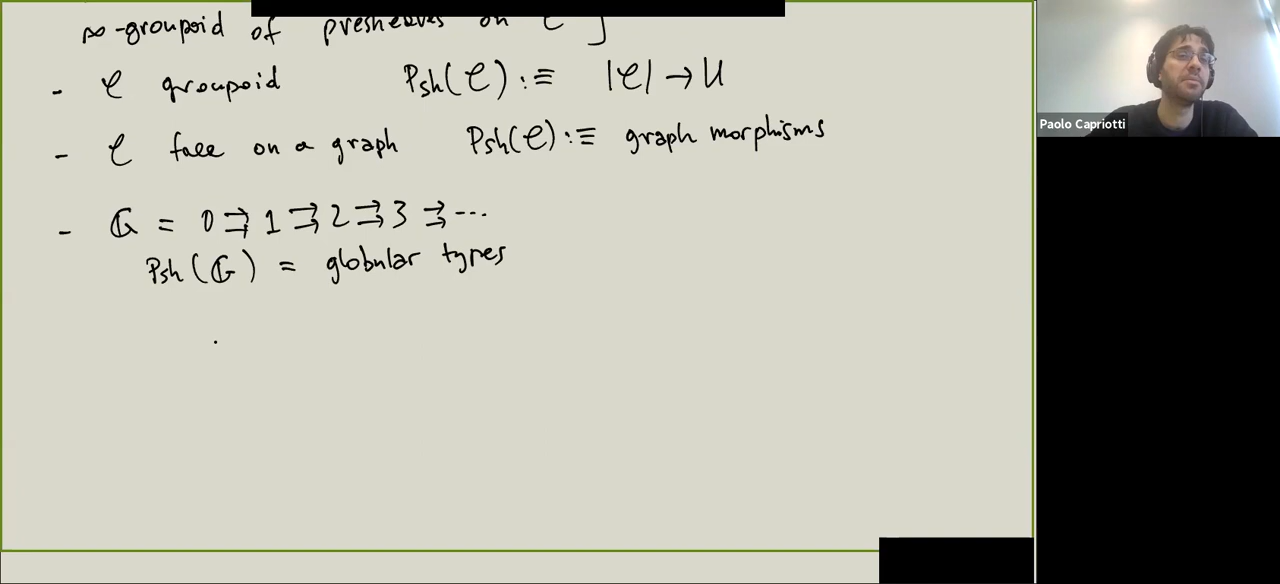 ∞-groupoid of presheaves on C ]
- C groupoid Psh(C) :≡ |C| → U
- C free on a graph Psh(C) :≡ graph morphisms
- 𝔾 = 0 ⇉ 1 ⇉ 2 ⇉ 3 ⇉ ...
Psh(𝔾) = globular types
Paolo Capriotti